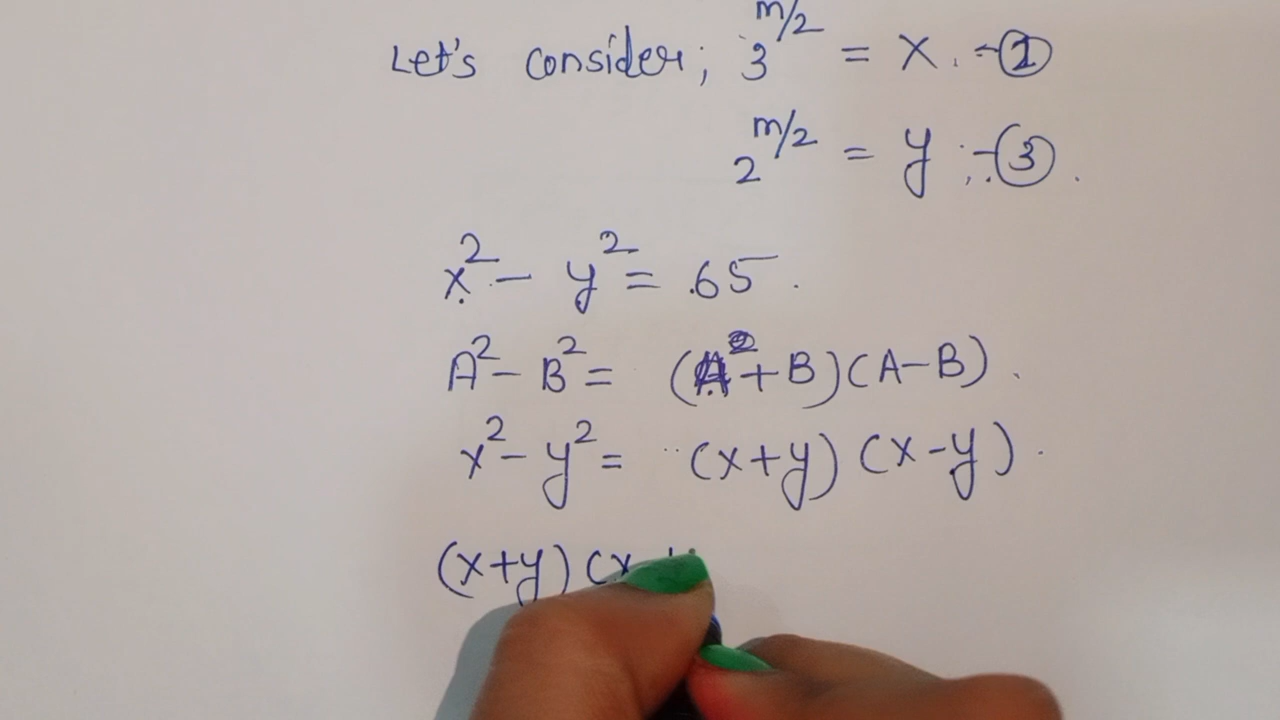 Let's consider; 3^(m/2) = x. -①
2^(m/2) = y ; -③.
x² - y² = 65.
A² - B² = (A + B)(A - B).
x² - y² = (x+y) (x-y).
(x+y) (x